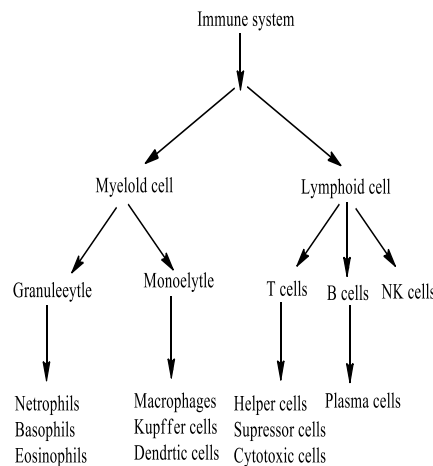 Immune system
Myelold cell
Lymphoid cell
Granuleeytle
Monoelytle
T cells
B cells
NK cells
Netrophils
Basophils
Eosinophils
Macrophages
Kupffer cells
Dendrtic cells
Helper cells
Supressor cells
Cytotoxic cells
Plasma cells